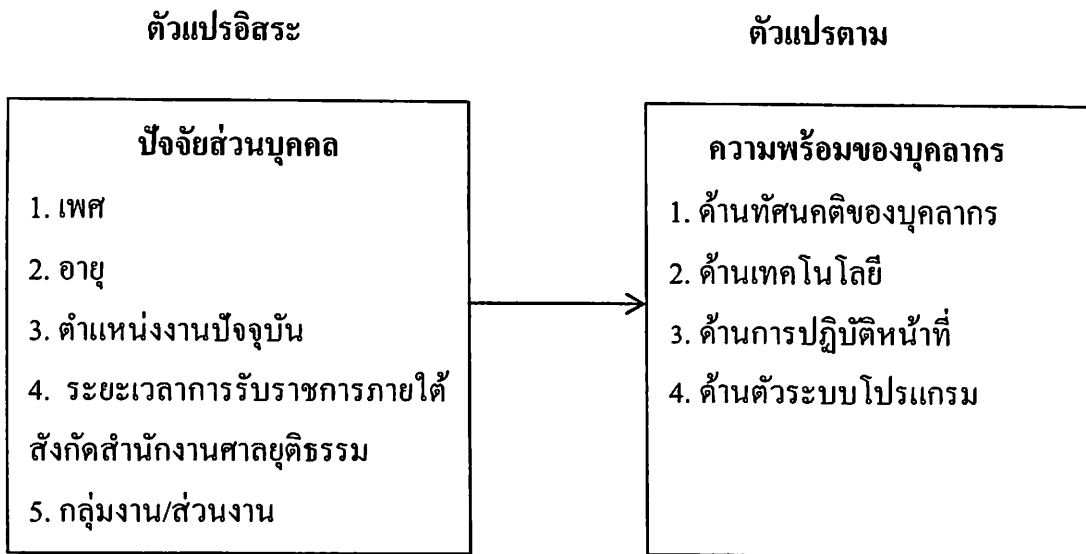 ตัวแปรอิสระ
ตัวแปรตาม
ปัจจัยส่วนบุคคล
1. เพศ
2. อายุ
3. ตำแหน่งงานปัจจุบัน
4. ระยะเวลาการรับราชการภายใต้
สังกัดสำนักงานศาลยุติธรรม
5. กลุ่มงาน/ส่วนงาน
ความพร้อมของบุคลากร
1. ด้านทัศนคติของบุคลากร
2. ด้านเทคโนโลยี
3. ด้านการปฏิบัติหน้าที่
4. ด้านตัวระบบโปรแกรม